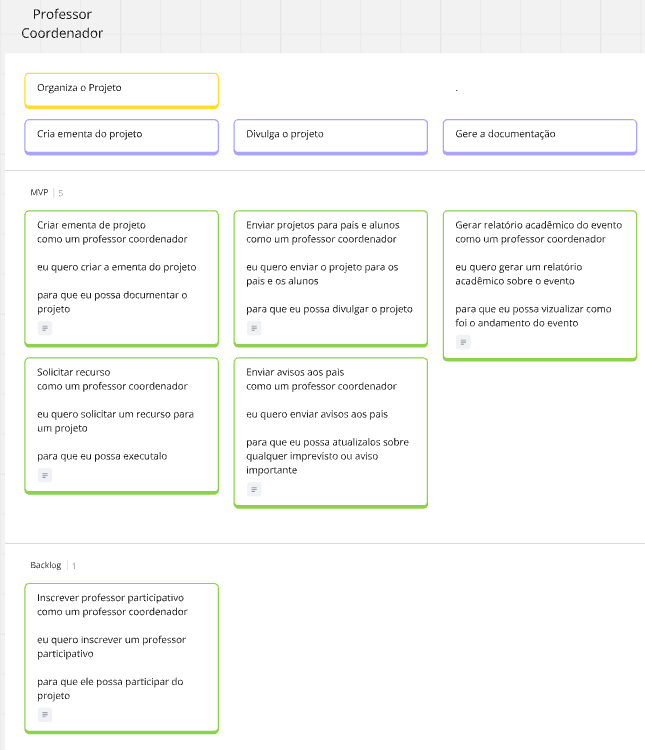 Professor
Coordenador
Organiza o Projeto
.
Cria ementa do projeto
Divulga o projeto
Gere a documentação
MVP | 5
Criar ementa de projeto
como um professor coordenador
eu quero criar a ementa do projeto
para que eu possa documentar o
projeto
Enviar projetos para pais e alunos
como um professor coordenador
eu quero enviar o projeto para os
pais e os alunos
para que eu possa divulgar o projeto
Gerar relatório acadêmico do evento
como um professor coordenador
eu quero gerar um relatório
acadêmico sobre o evento
para que eu possa vizualizar como
foi o andamento do evento
Solicitar recurso
como um professor coordenador
eu quero solicitar um recurso para
um projeto
para que eu possa executalo
Enviar avisos aos pais
como um professor coordenador
eu quero enviar avisos aos pais
para que eu possa atualizalos sobre
qualquer imprevisto ou aviso
importante
Backlog | 1
Inscrever professor participativo
como um professor coordenador
eu quero inscrever um professor
participativo
para que ele possa participar do
projeto